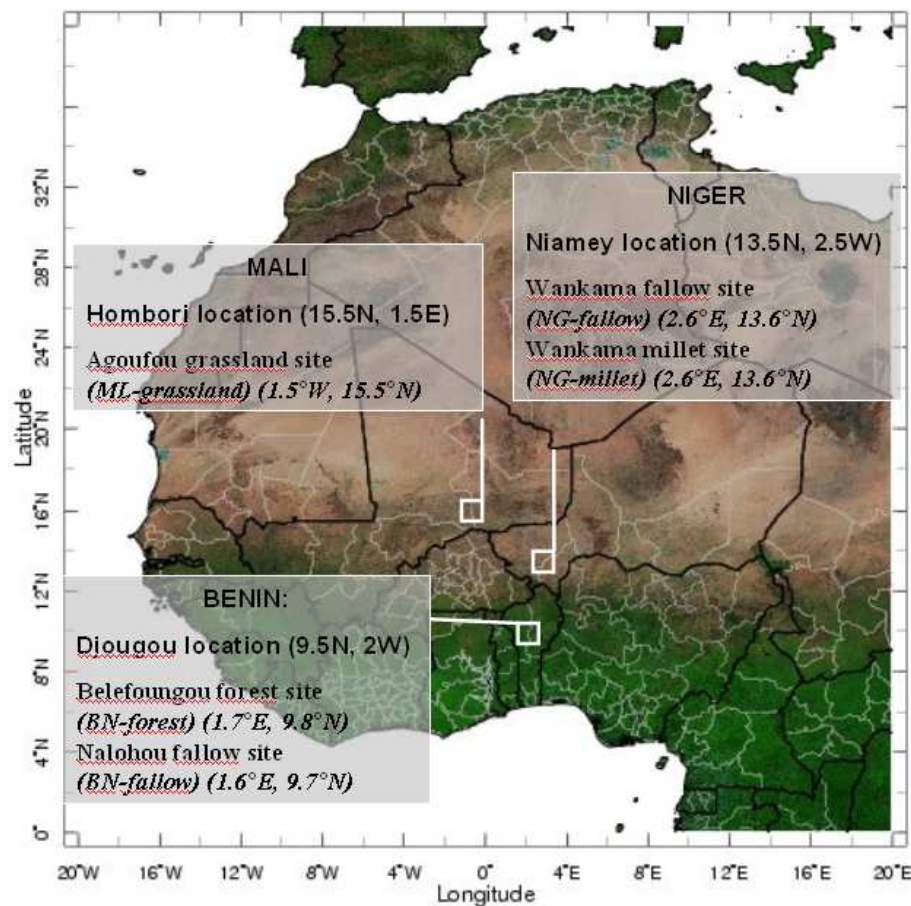 NIGER
Niamey location (13.5N, 2.5W)
Wankama fallow site
(NG-fallow) (2.6°E, 13.6°N)
Wankama millet site
(NG-millet) (2.6°E, 13.6°N)
MALI
Hombori location (15.5N, 1.5E)
Agoufou grassland site
(ML-grassland) (1.5°W, 15.5°N)
BENIN:
Djougou location (9.5N, 2W)
Belefoungou forest site
(BN-forest) (1.7°E, 9.8°N)
Nalohou fallow site
(BN-fallow) (1.6°E, 9.7°N)
Latitude
32°N
28°N
24°N
20°N
16°N
12°N
8°N
4°N
0°
20°W 16°W 12°W 8°W 4°W 0° 4°E 8°E 12°E 16°E 20°E
Longitude